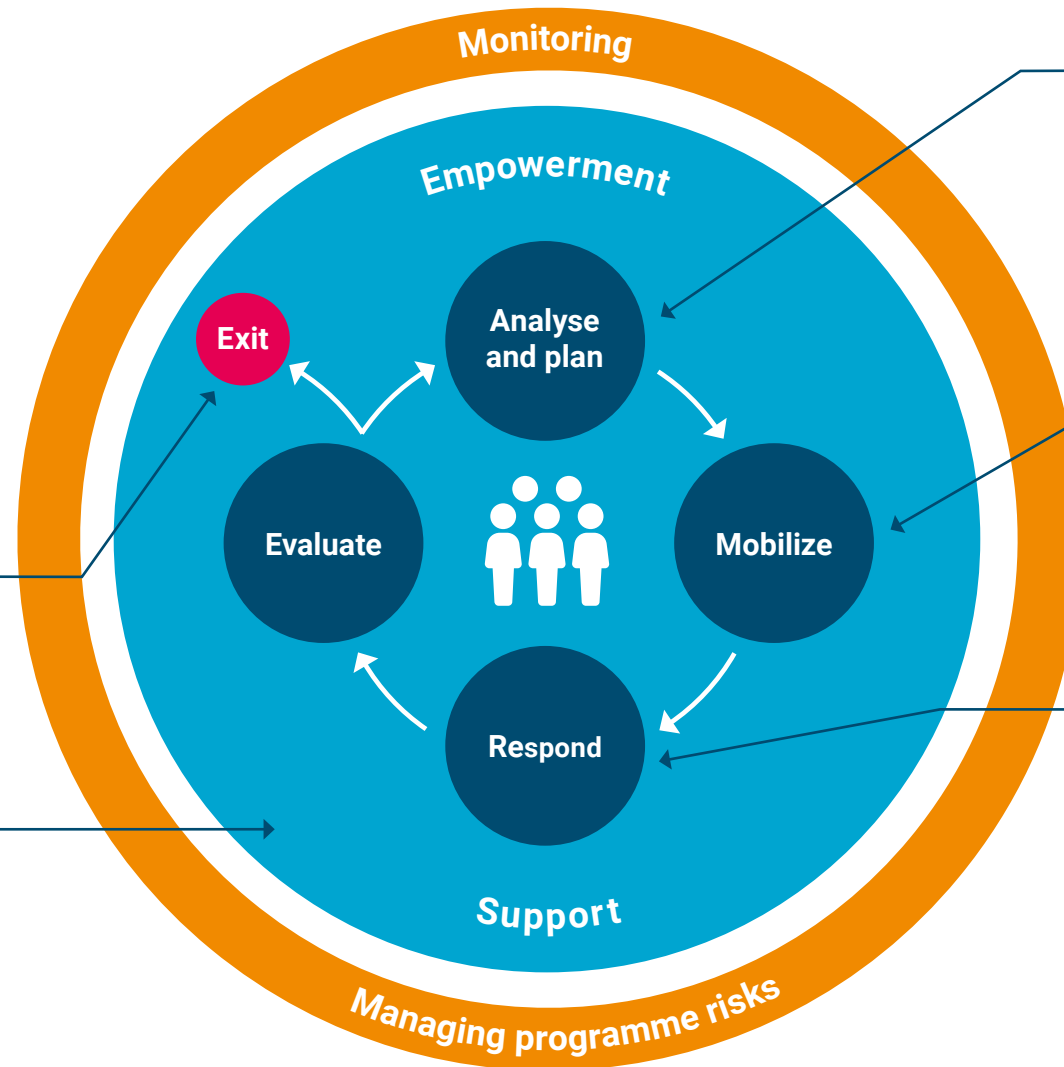 Monitoring
Empowerment
Analyse
and plan
Exit
Evaluate
Mobilize
Respond
Support
Managing programme risks